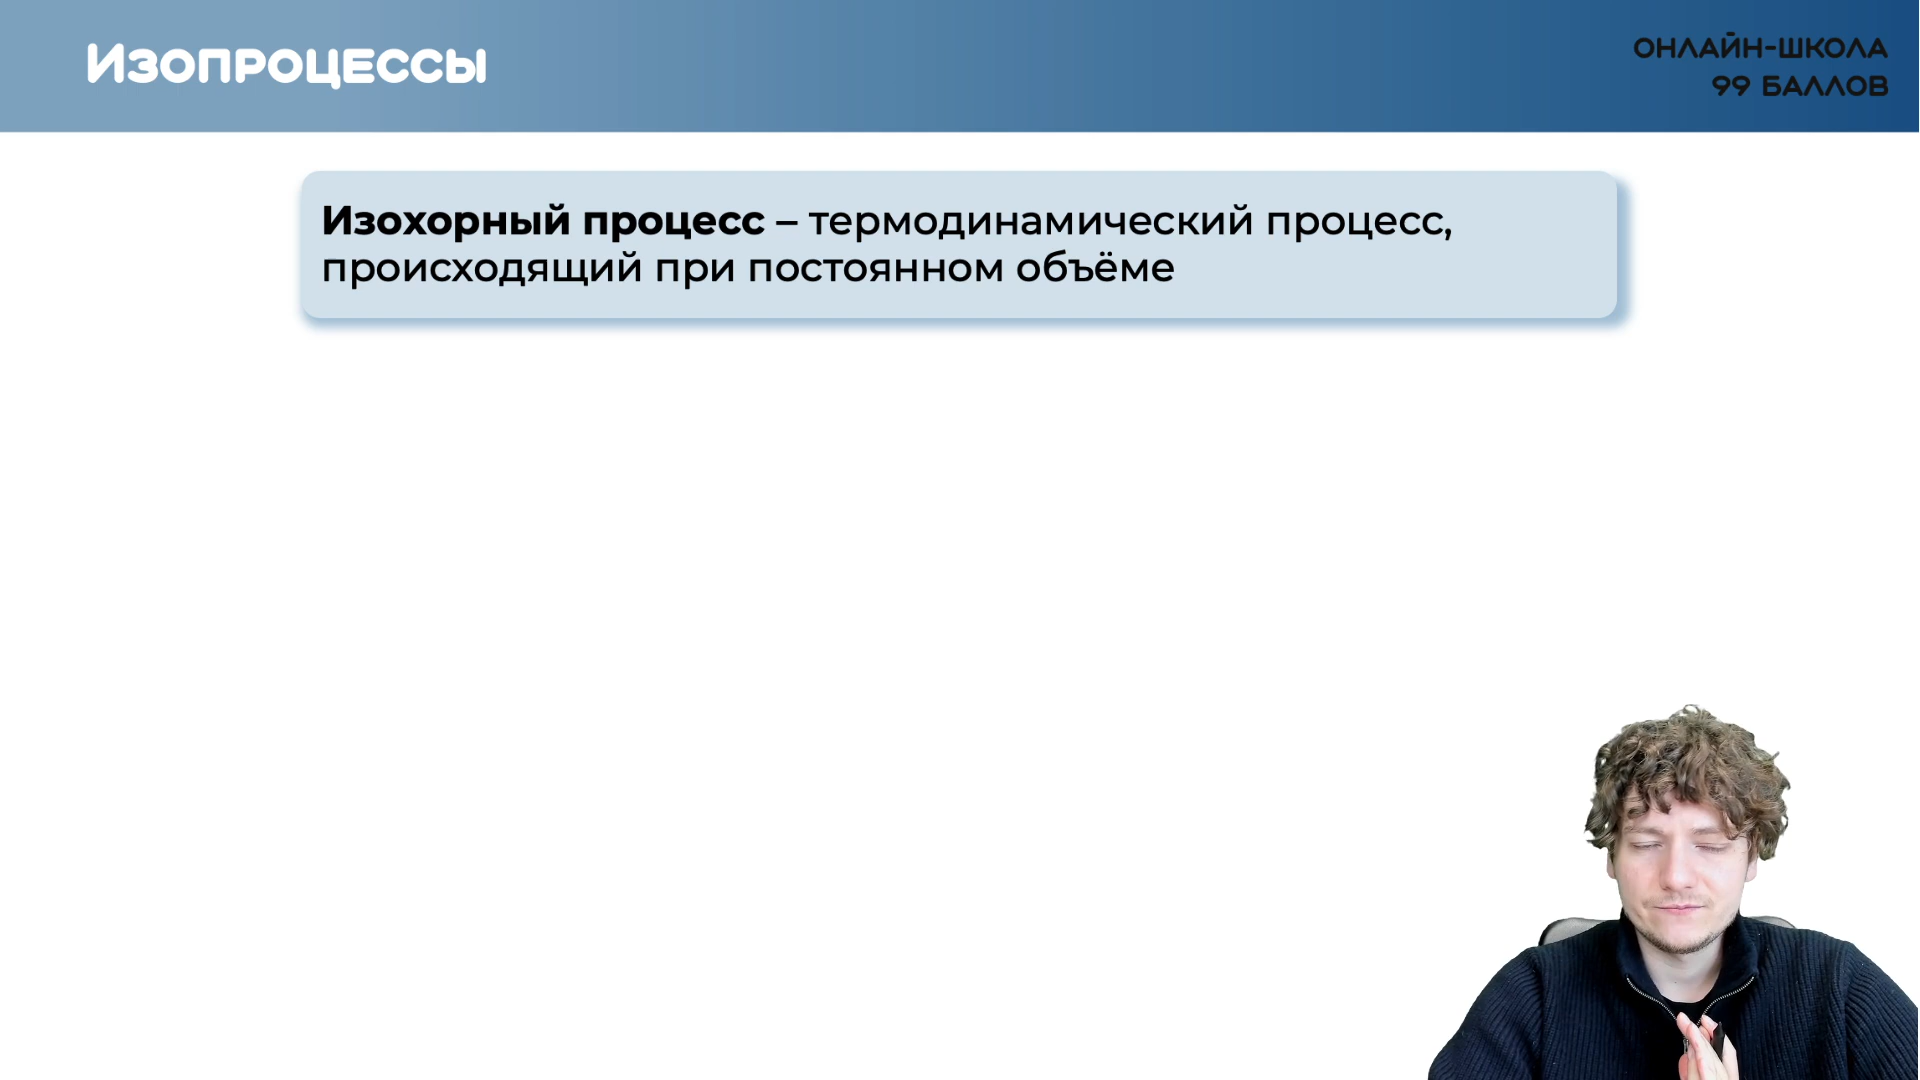 Изопроцессы
ОНЛАЙН-ШКОЛА
99 БАЛЛОВ
Изохорный процесс – термодинамический процесс,
происходящий при постоянном объёме